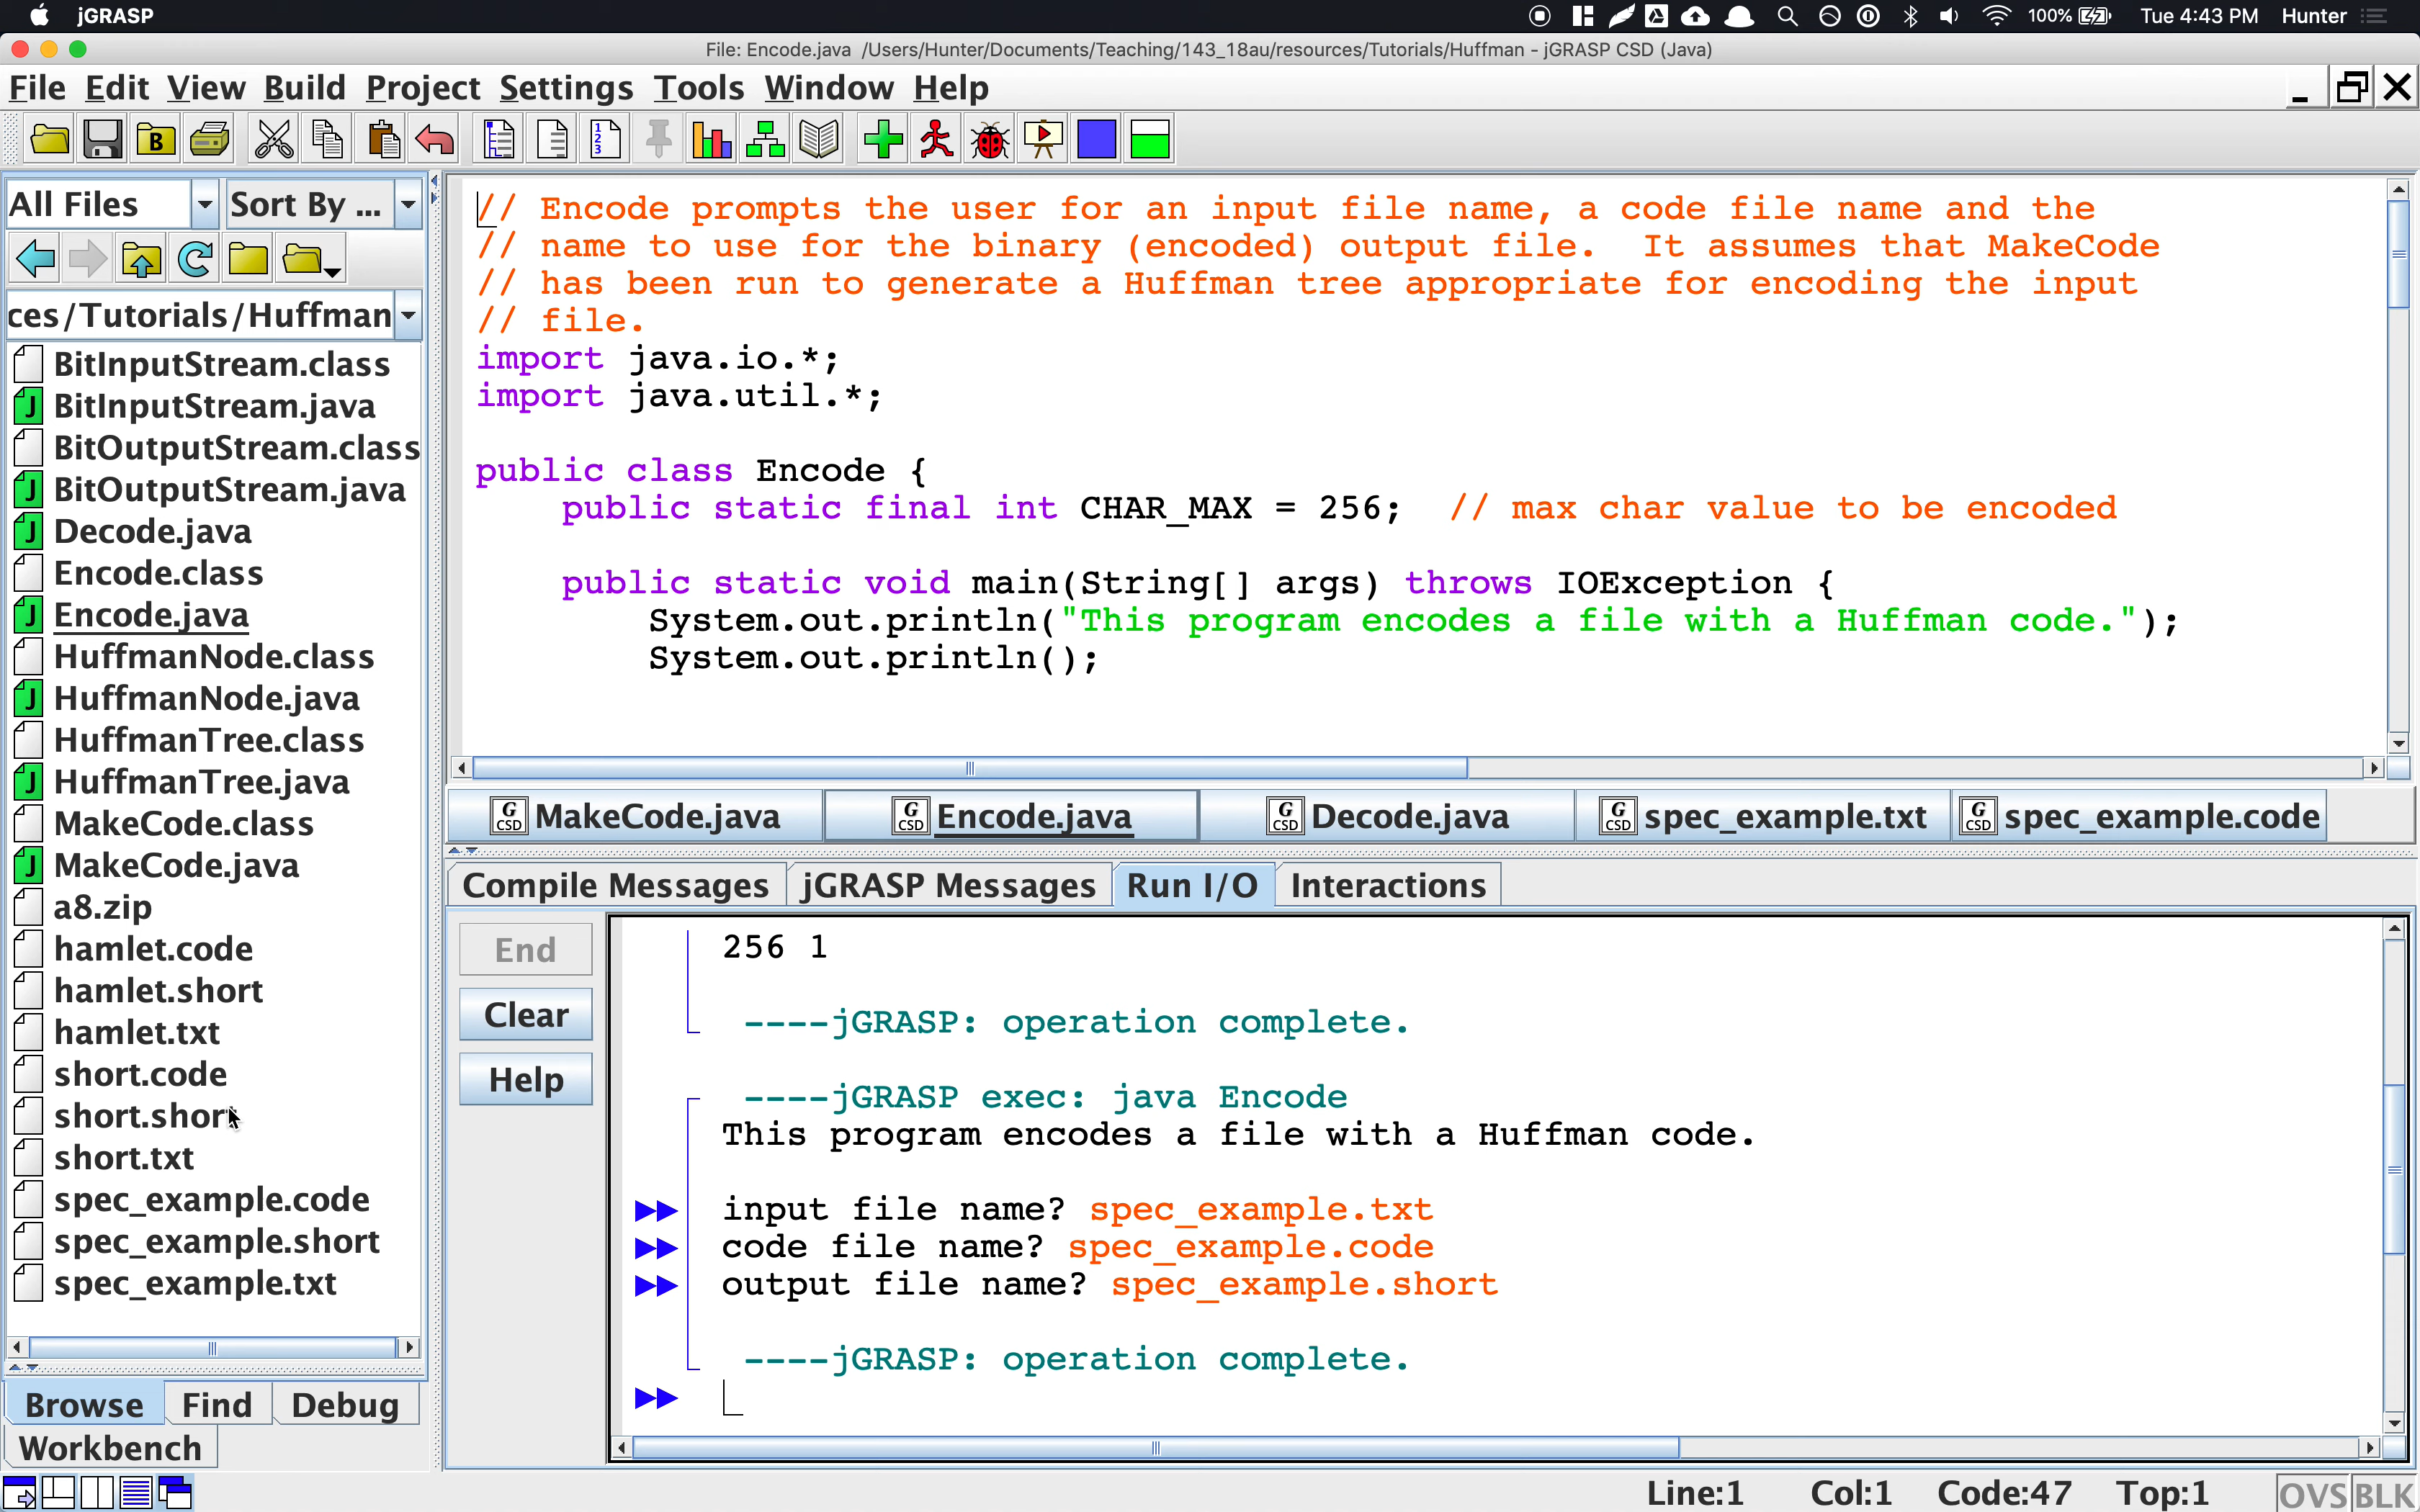 jGRASP
100%
Tue 4:43 PM
Hunter
File: Encode.java /Users/Hunter/Documents/Teaching/143_18au/resources/Tutorials/Huffman - jGRASP CSD (Java)
File Edit View Build Project Settings Tools Window Help
B
1
2
3
All Files
Sort By ...
ces/Tutorials/Huffman
BitInputStream.class
J BitInputStream.java
BitOutputStream.class
J BitOutputStream.java
J Decode.java
Encode.class
J Encode.java
HuffmanNode.class
J HuffmanNode.java
HuffmanTree.class
J HuffmanTree.java
MakeCode.class
J MakeCode.java
a8.zip
hamlet.code
hamlet.short
hamlet.txt
short.code
short.short
short.txt
spec_example.code
spec_example.short
spec_example.txt
Browse Find Debug
Workbench
// Encode prompts the user for an input file name, a code file name and the
// name to use for the binary (encoded) output file.  It assumes that MakeCode
// has been run to generate a Huffman tree appropriate for encoding the input
// file.
import java.io.*;
import java.util.*;
public class Encode {
    public static final int CHAR_MAX = 256;  // max char value to be encoded
    public static void main(String[] args) throws IOException {
        System.out.println("This program encodes a file with a Huffman code.");
        System.out.println();
G CSD MakeCode.java
G CSD Encode.java
G CSD Decode.java
G CSD spec_example.txt
G CSD spec_example.code
Compile Messages jGRASP Messages Run I/O Interactions
End
Clear
Help
256 1
----jGRASP: operation complete.
----jGRASP exec: java Encode
This program encodes a file with a Huffman code.
input file name? spec_example.txt
code file name? spec_example.code
output file name? spec_example.short
----jGRASP: operation complete.
Line:1 Col:1 Code:47 Top:1 OVS BLK